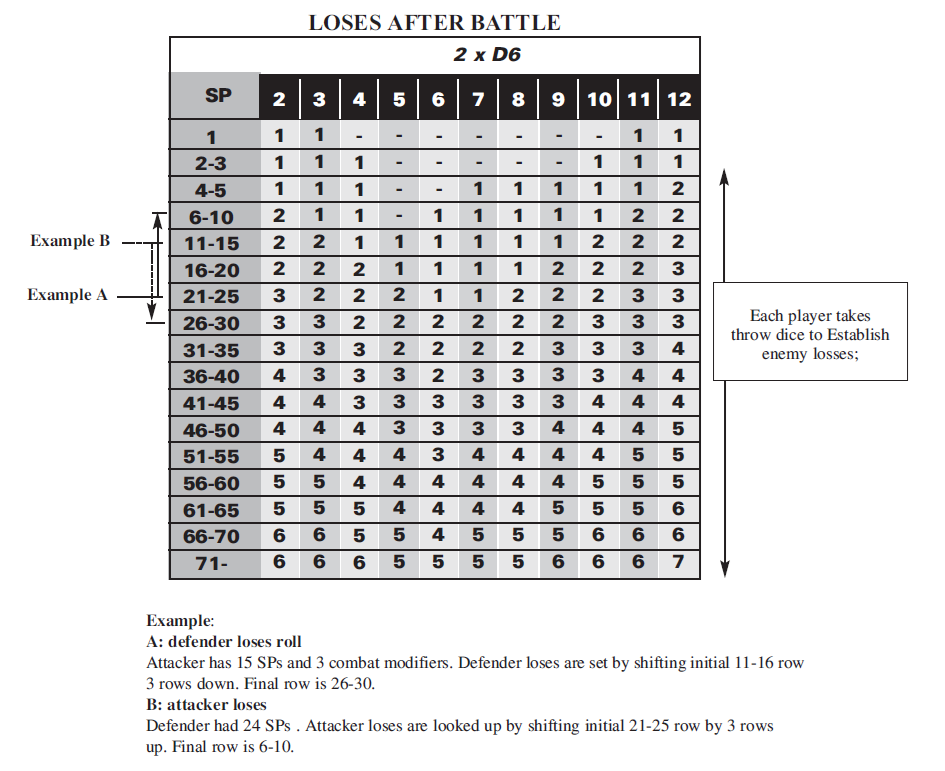 LOSES AFTER BATTLE
2 x D6
SP 2 3 4 5 6 7 8 9 10 11 12
1 1 1 - - - - - - - 1 1
2-3 1 1 1 - - - - - 1 1 1
4-5 1 1 1 - - 1 1 1 1 1 2
6-10 2 1 1 - 1 1 1 1 1 2 2
Example B
11-15 2 2 1 1 1 1 1 1 2 2 2
16-20 2 2 2 1 1 1 1 2 2 2 3
Example A
21-25 3 2 2 2 1 1 2 2 2 3 3
26-30 3 3 2 2 2 2 2 2 3 3 3
31-35 3 3 3 2 2 2 2 3 3 3 4
36-40 4 3 3 3 2 3 3 3 3 4 4
41-45 4 4 3 3 3 3 3 3 4 4 4
46-50 4 4 4 3 3 3 3 4 4 4 5
51-55 5 4 4 4 3 4 4 4 4 5 5
56-60 5 5 4 4 4 4 4 4 5 5 5
61-65 5 5 5 4 4 4 4 5 5 5 6
66-70 6 6 5 5 4 5 5 5 6 6 6
71- 6 6 6 5 5 5 5 6 6 6 7
Each player takes
throw dice to Establish
enemy losses;
Example:
A: defender loses roll
Attacker has 15 SPs and 3 combat modifiers. Defender loses are set by shifting initial 11-16 row
3 rows down. Final row is 26-30.
B: attacker loses
Defender had 24 SPs . Attacker loses are looked up by shifting initial 21-25 row by 3 rows
up. Final row is 6-10.